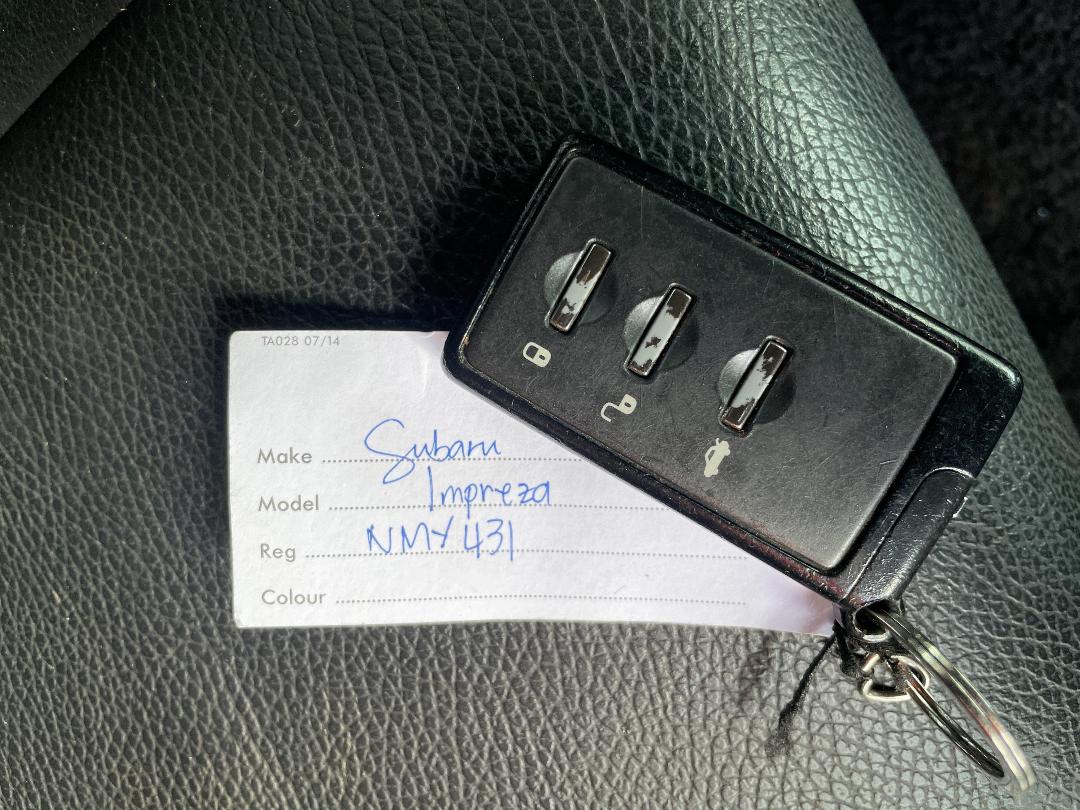 TA028 07/14
Make Subaru
Model Impreza
Reg NMY431
Colour